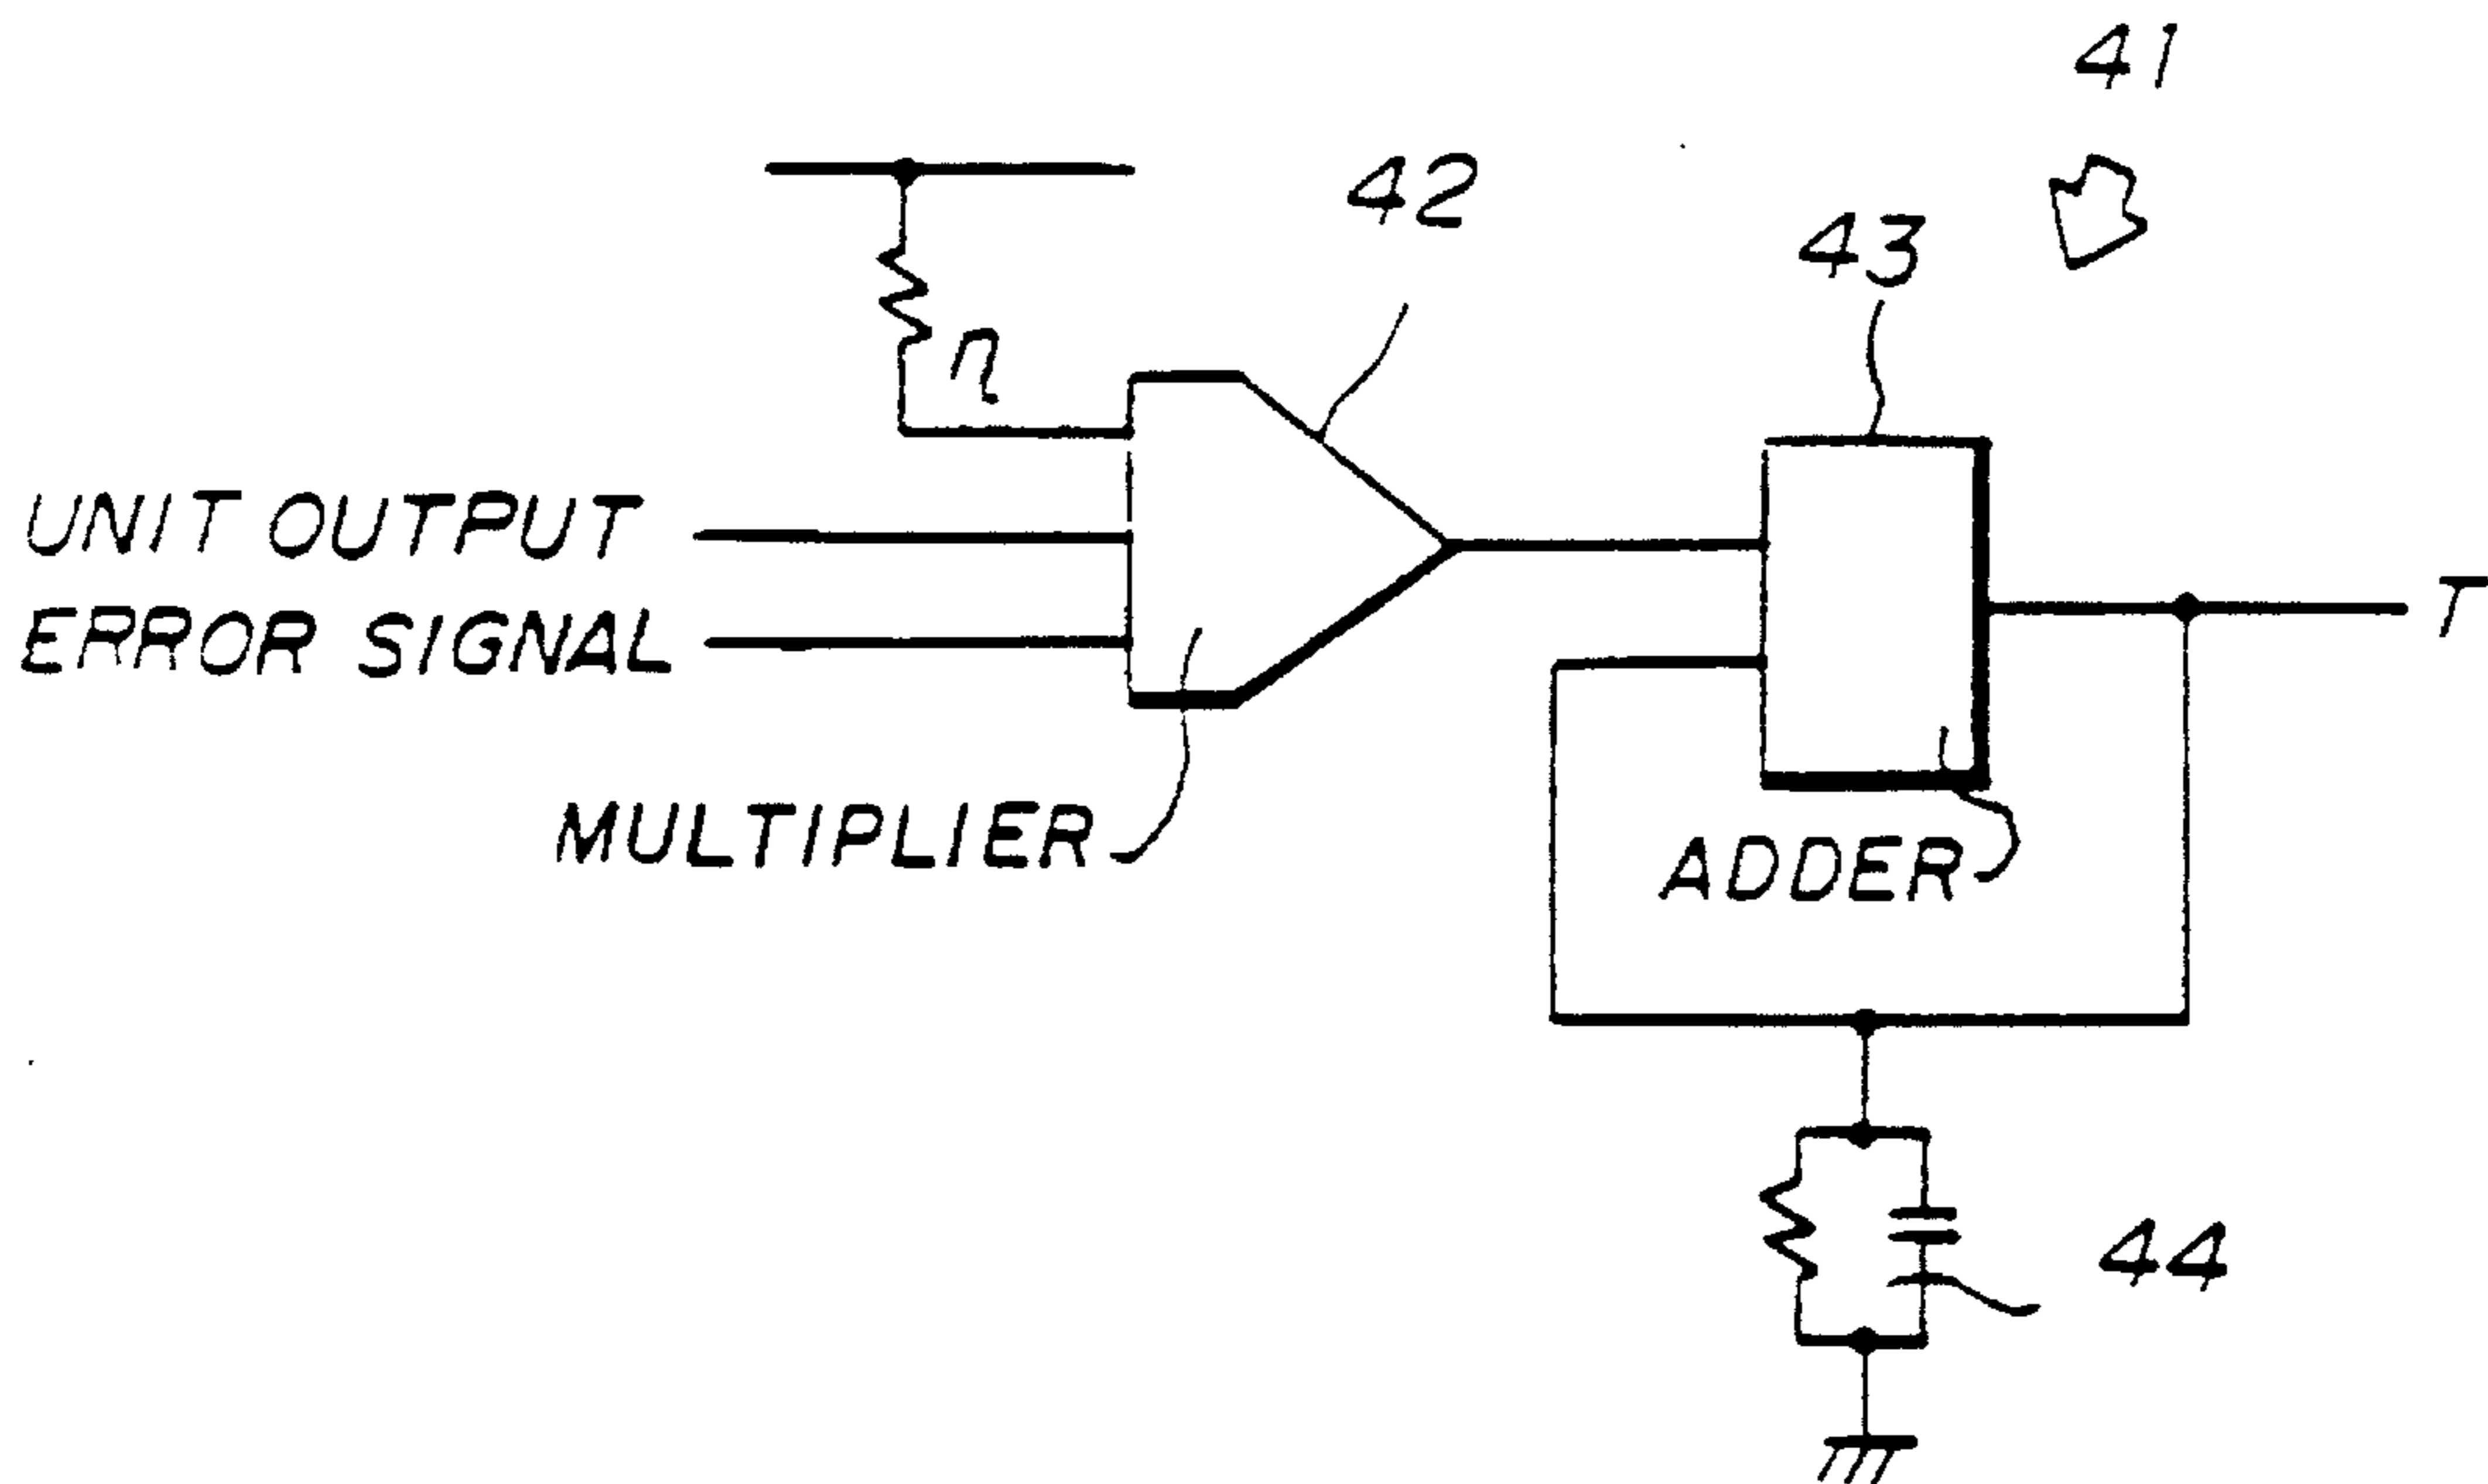 41
42
43
η
UNIT OUTPUT
T
ERROR SIGNAL
MULTIPLIER
ADDER
44